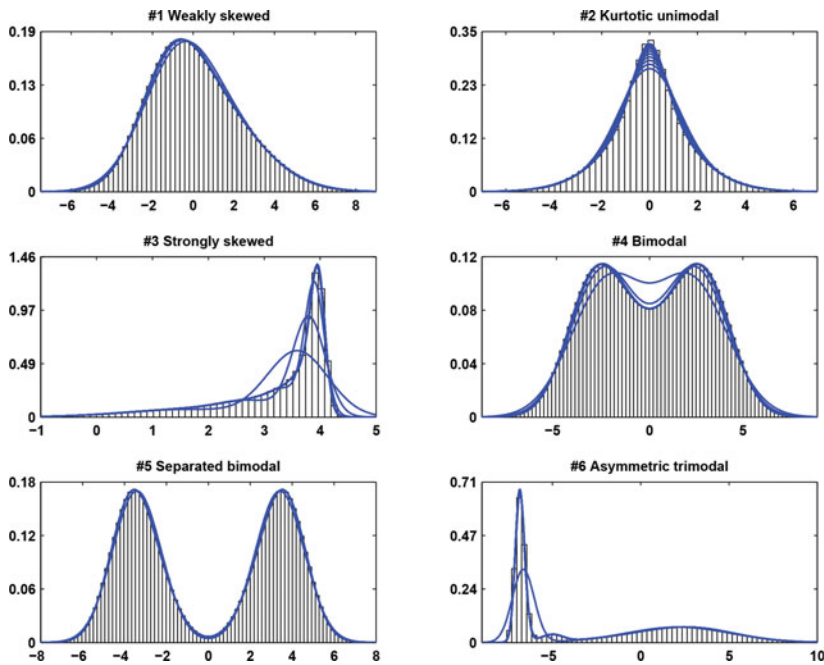 #1 Weakly skewed
0.19
0.13
0.06
0
−6 −4 −2 0 2 4 6 8
#2 Kurtotic unimodal
0.35
0.23
0.12
0
−6 −4 −2 0 2 4 6
#3 Strongly skewed
1.46
0.97
0.49
0
−1 0 1 2 3 4 5
#4 Bimodal
0.12
0.08
0.04
0
−5 0 5
#5 Separated bimodal
0.18
0.12
0.06
0
−8 −6 −4 −2 0 2 4 6 8
#6 Asymmetric trimodal
0.71
0.47
0.24
0
−5 0 5 10